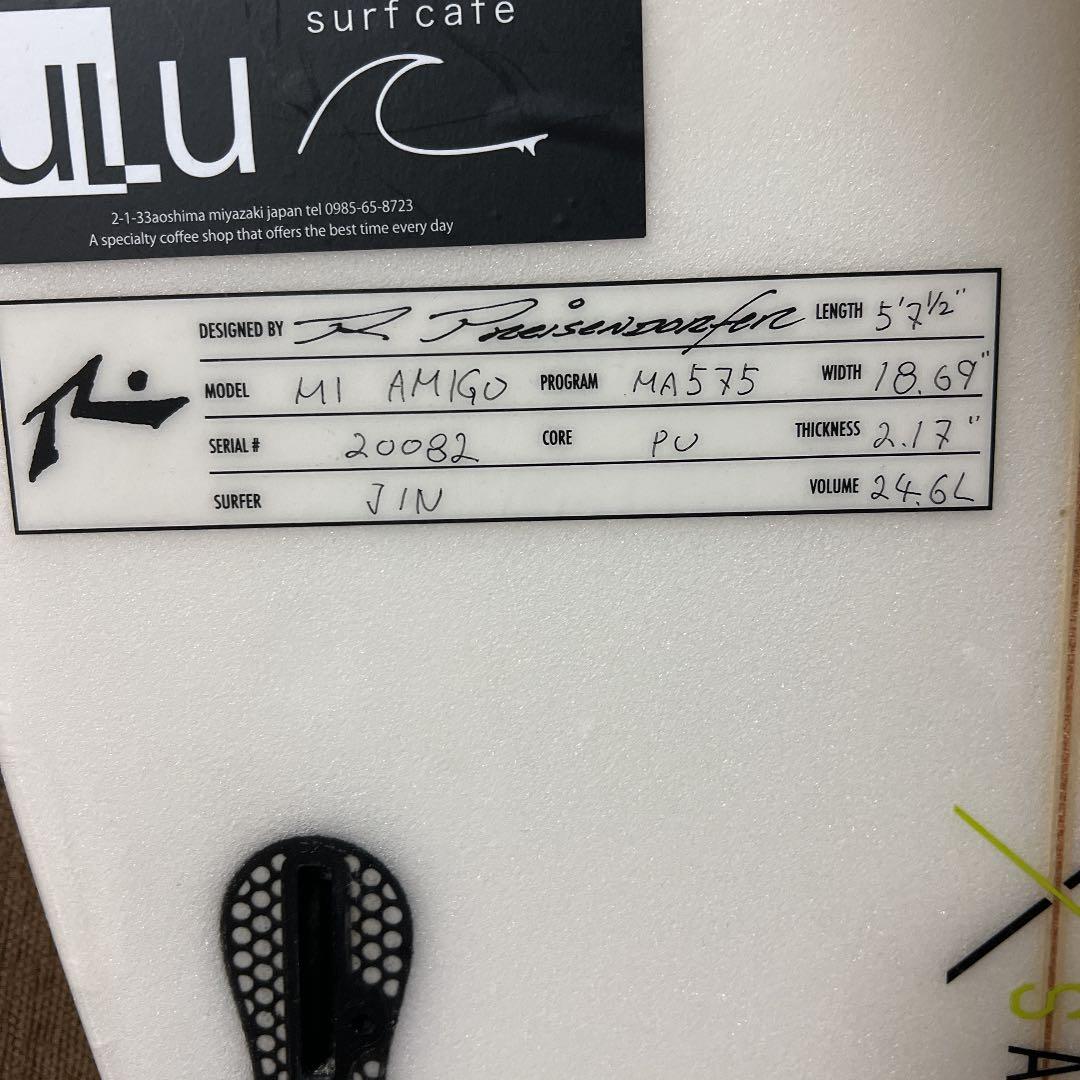 surf cafe
ULU
2-1-33aoshima miyazaki japan tel 0985-65-8723
A specialty coffee shop that offers the best time every day
DESIGNED BY R. Preisendorfer LENGTH 5'7½"
MODEL MI AMIGO PROGRAM MA575 WIDTH 18.69"
SERIAL # 20082 CORE PU THICKNESS 2.17"
SURFER JIN VOLUME 24.6L
SA